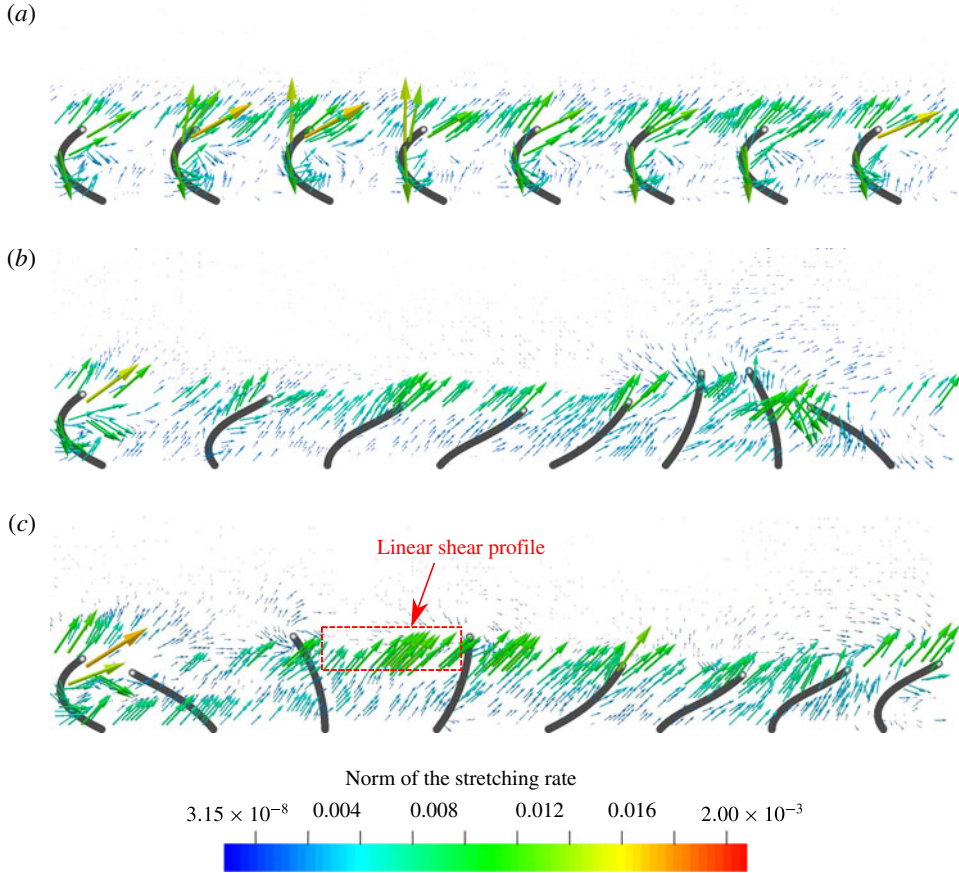 (a)
(b)
(c)
Linear shear profile
Norm of the stretching rate
3.15 × 10⁻⁸ 0.004 0.008 0.012 0.016 2.00 × 10⁻³